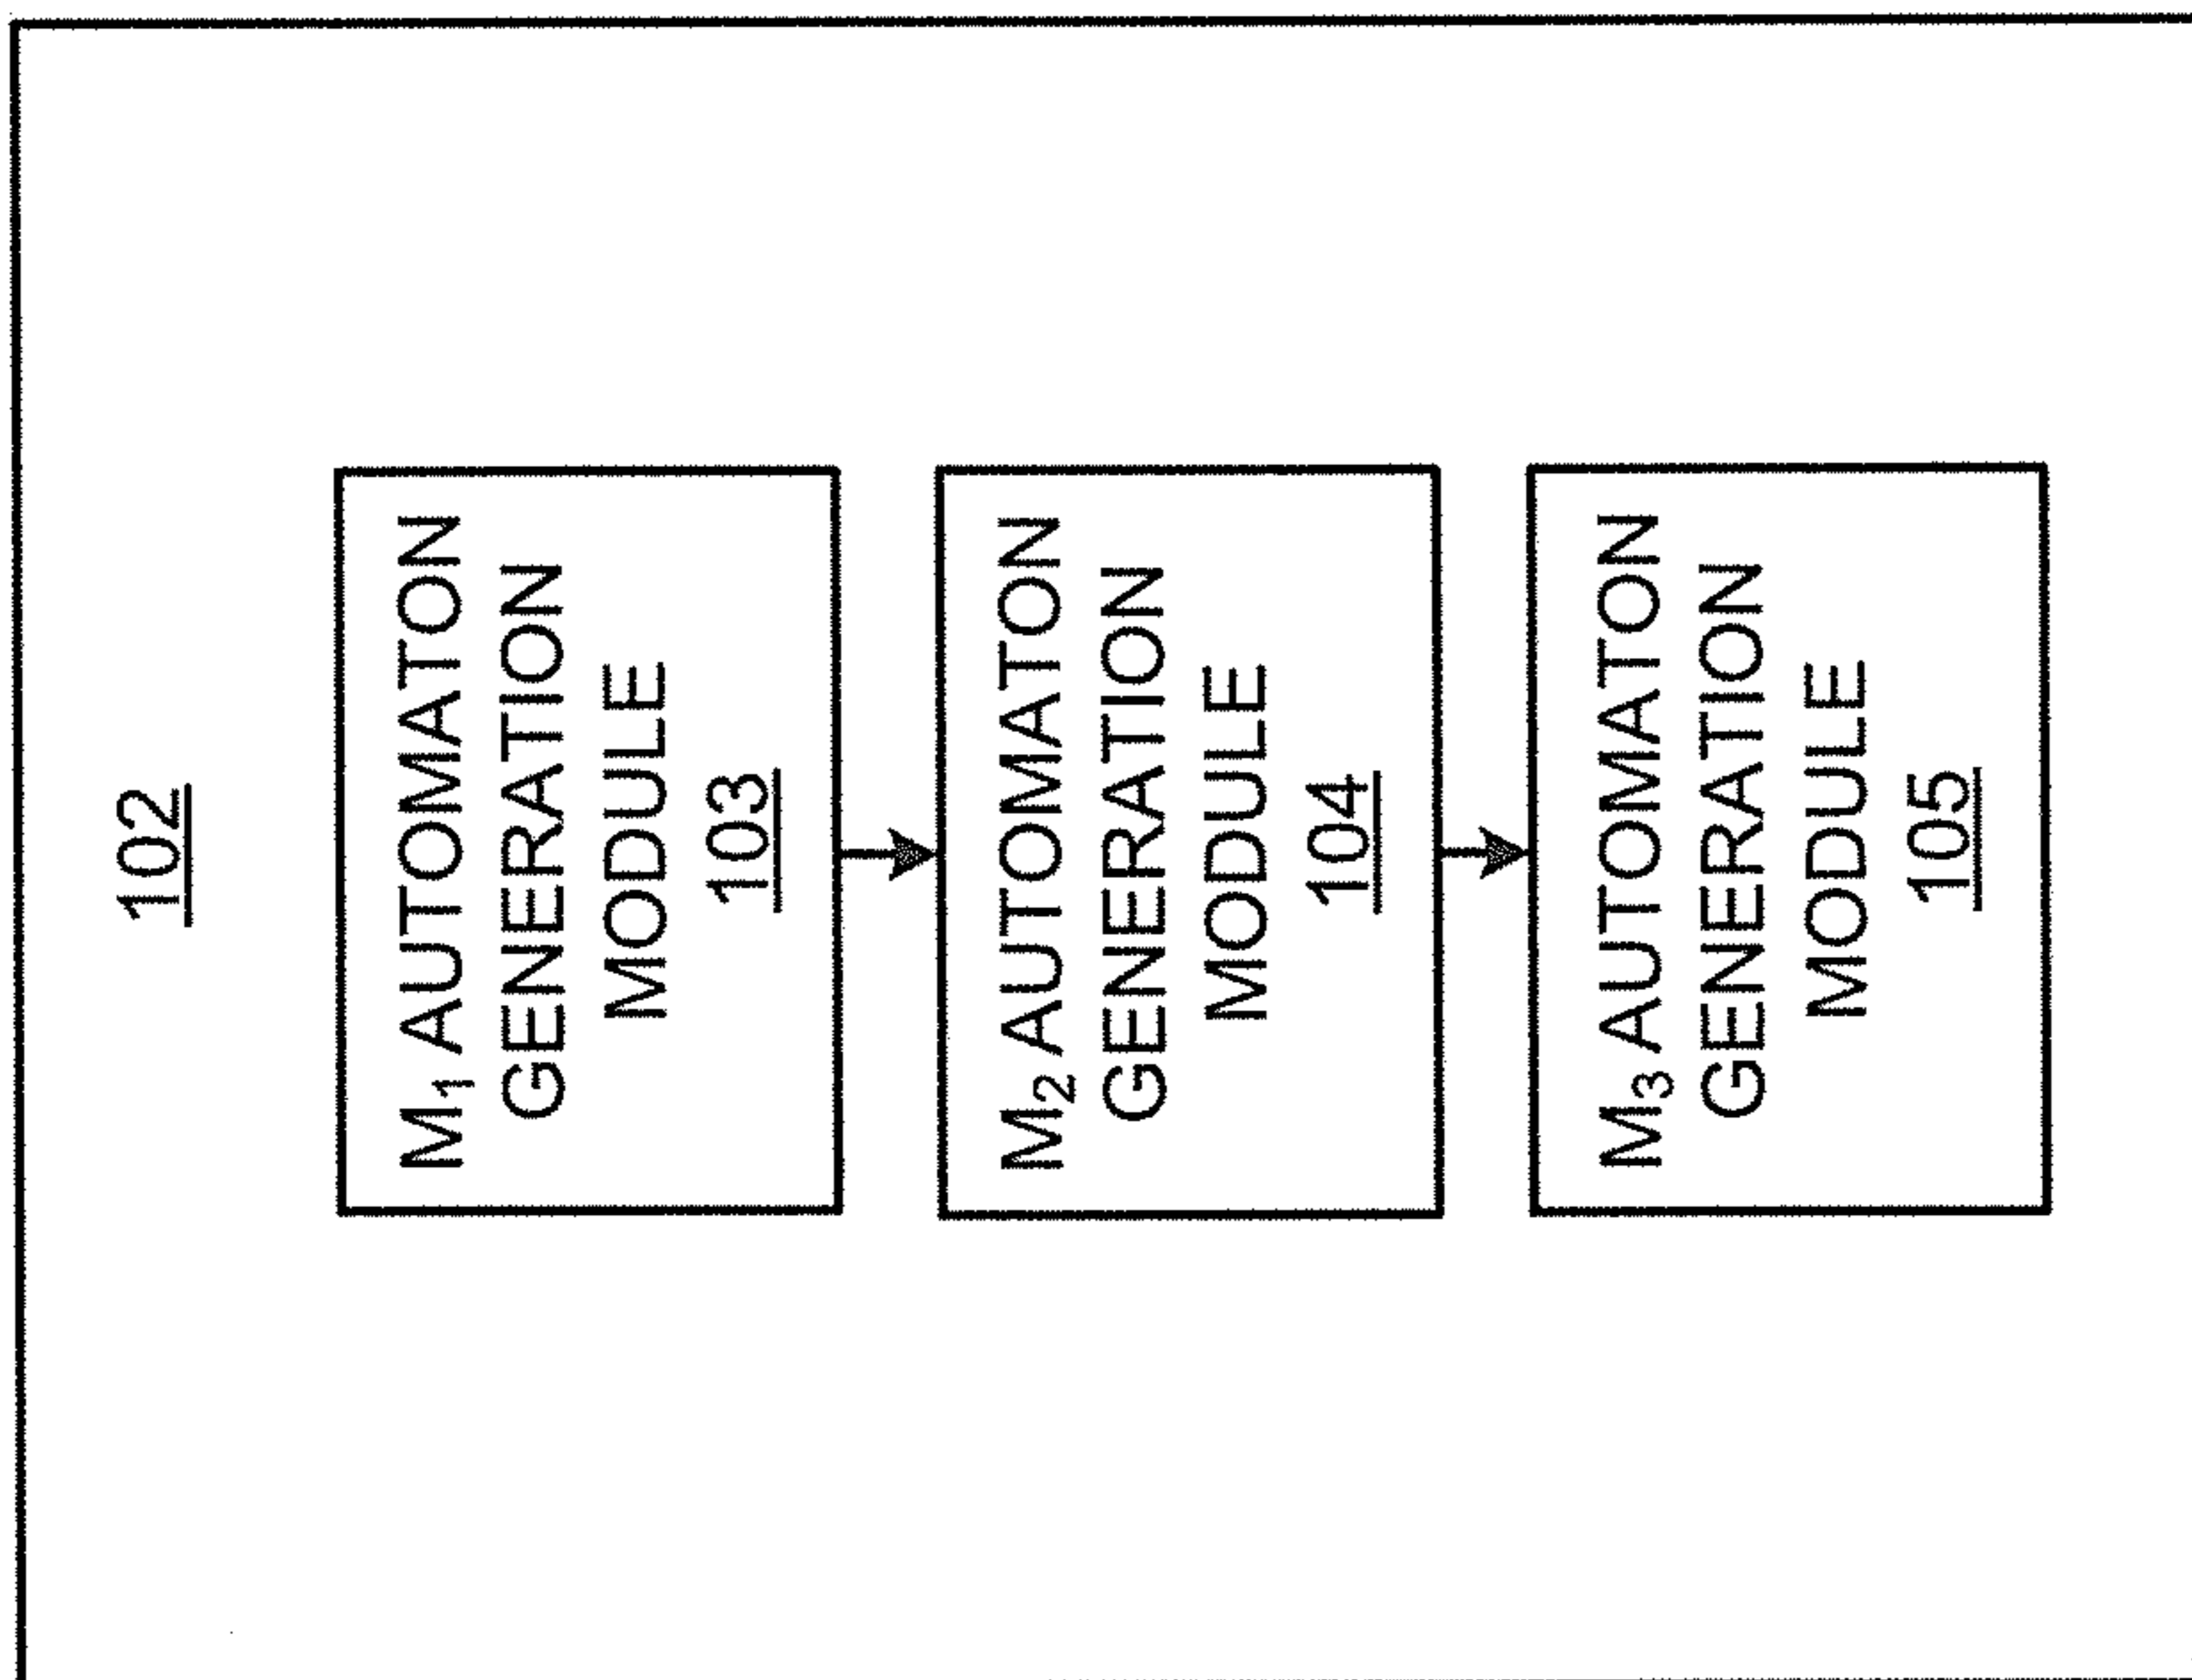 102
M₁ AUTOMATON
GENERATION
MODULE
103
M₂ AUTOMATON
GENERATION
MODULE
104
M₃ AUTOMATON
GENERATION
MODULE
105